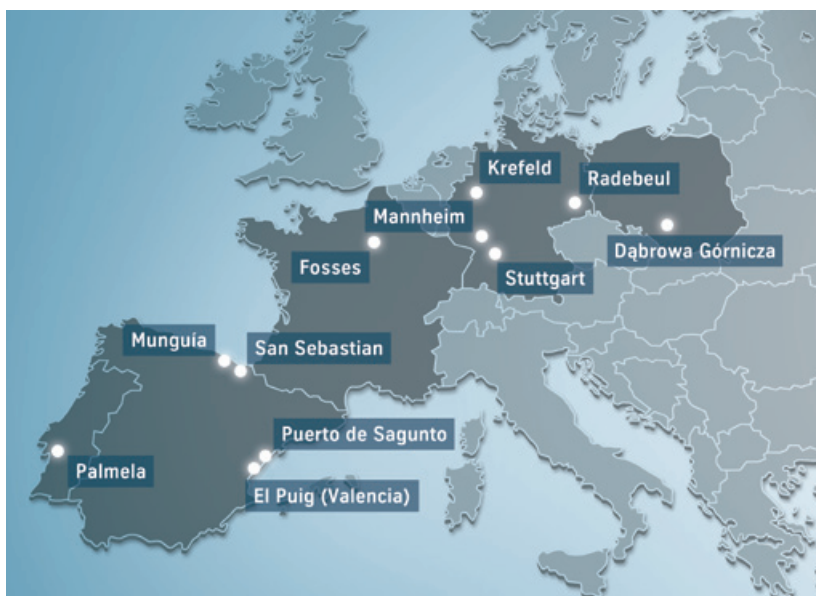 Krefeld
Radebeul
Mannheim
Dąbrowa Górnicza
Fosses
Stuttgart
Munguía
San Sebastian
Puerto de Sagunto
Palmela
El Puig (Valencia)